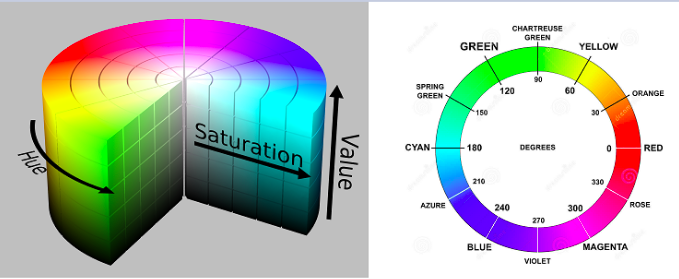 Hue
Saturation
Value
CHARTREUSE
GREEN
GREEN
YELLOW
90
120
60
SPRING
GREEN
ORANGE
150
30
CYAN
180
DEGREES
0
RED
210
330
AZURE
240
300
ROSE
270
BLUE
MAGENTA
VIOLET